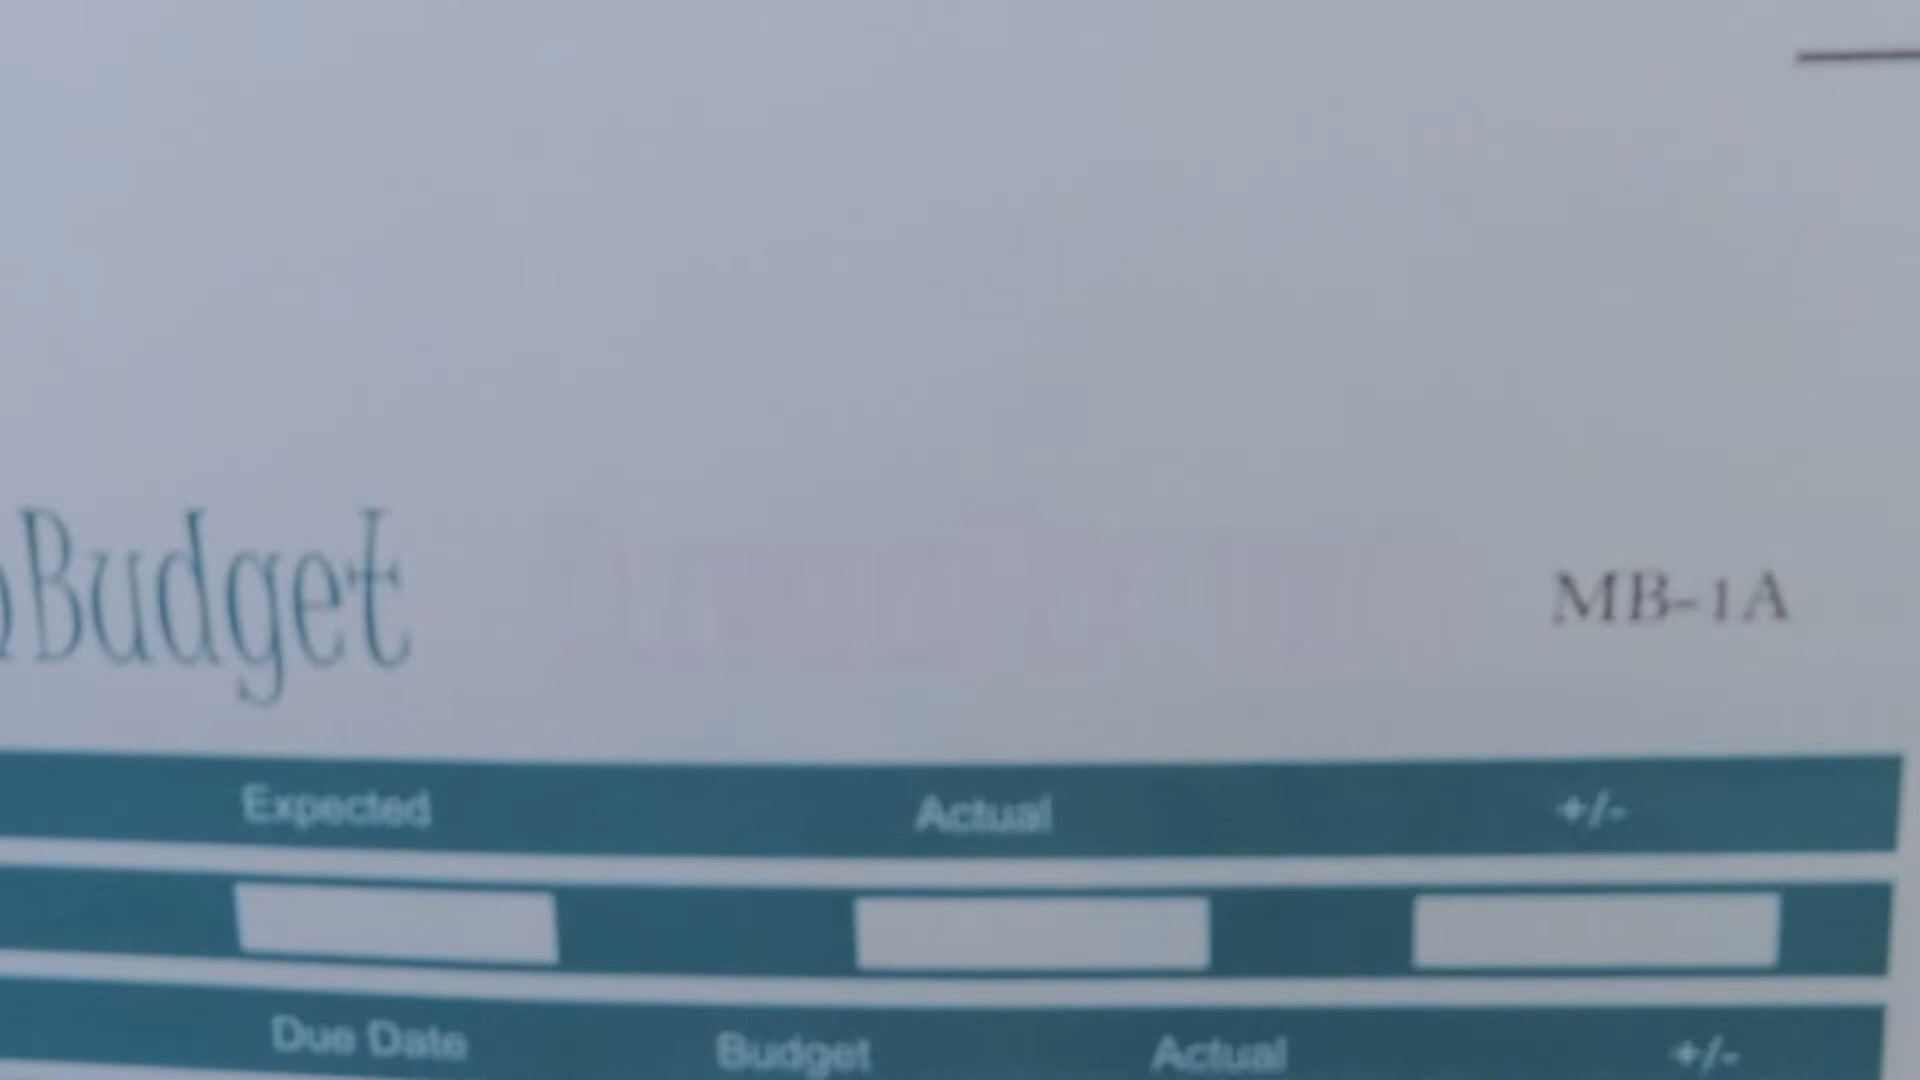 Budget MB-1A
Expected Actual +/-
Due Date Budget Actual +/-